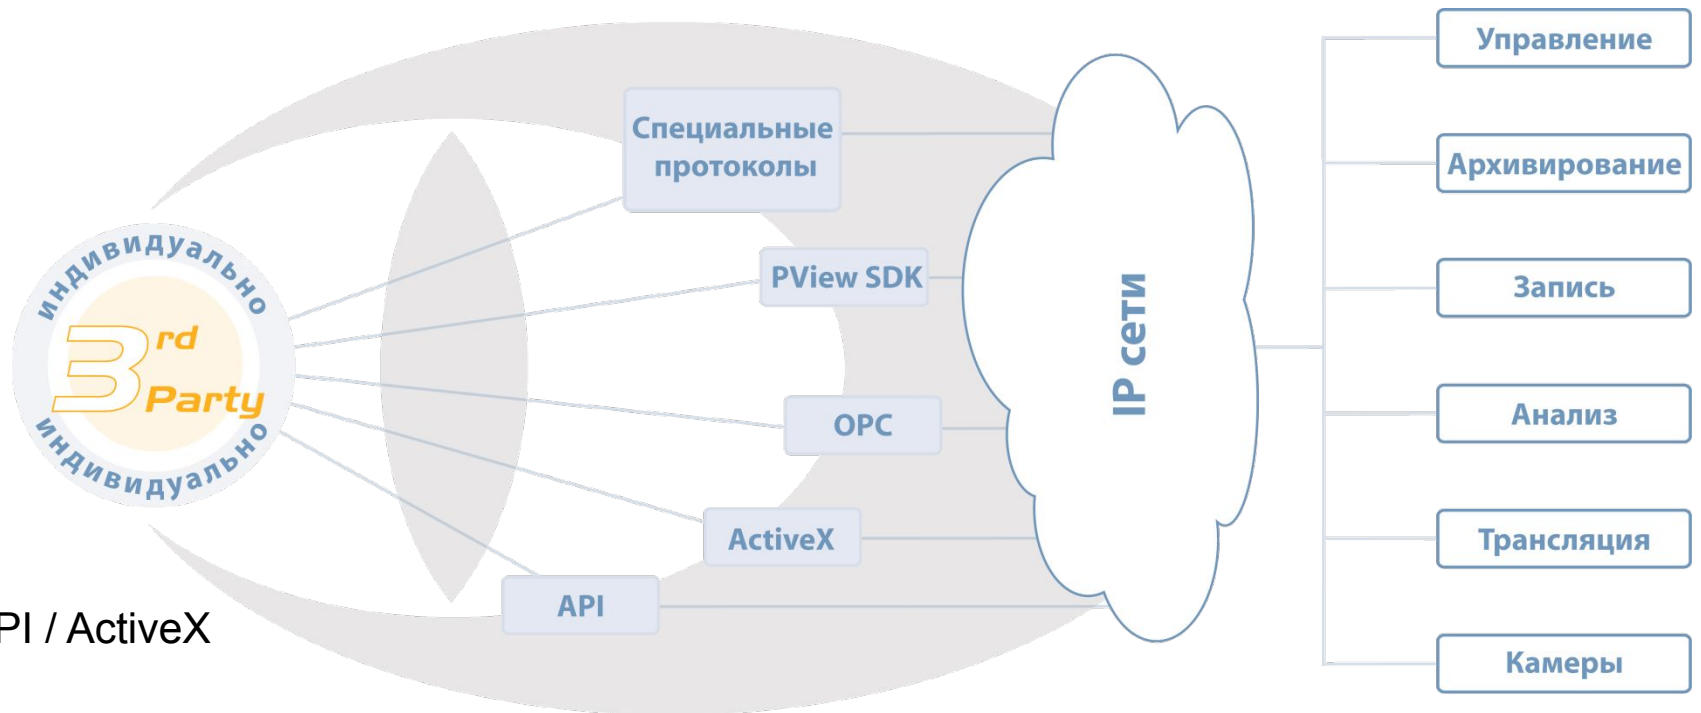 индивидуально
3rd
Party
индивидуально
Специальные
протоколы
PView SDK
OPC
ActiveX
API
PI / ActiveX
IP сети
Управление
Архивирование
Запись
Анализ
Трансляция
Камеры